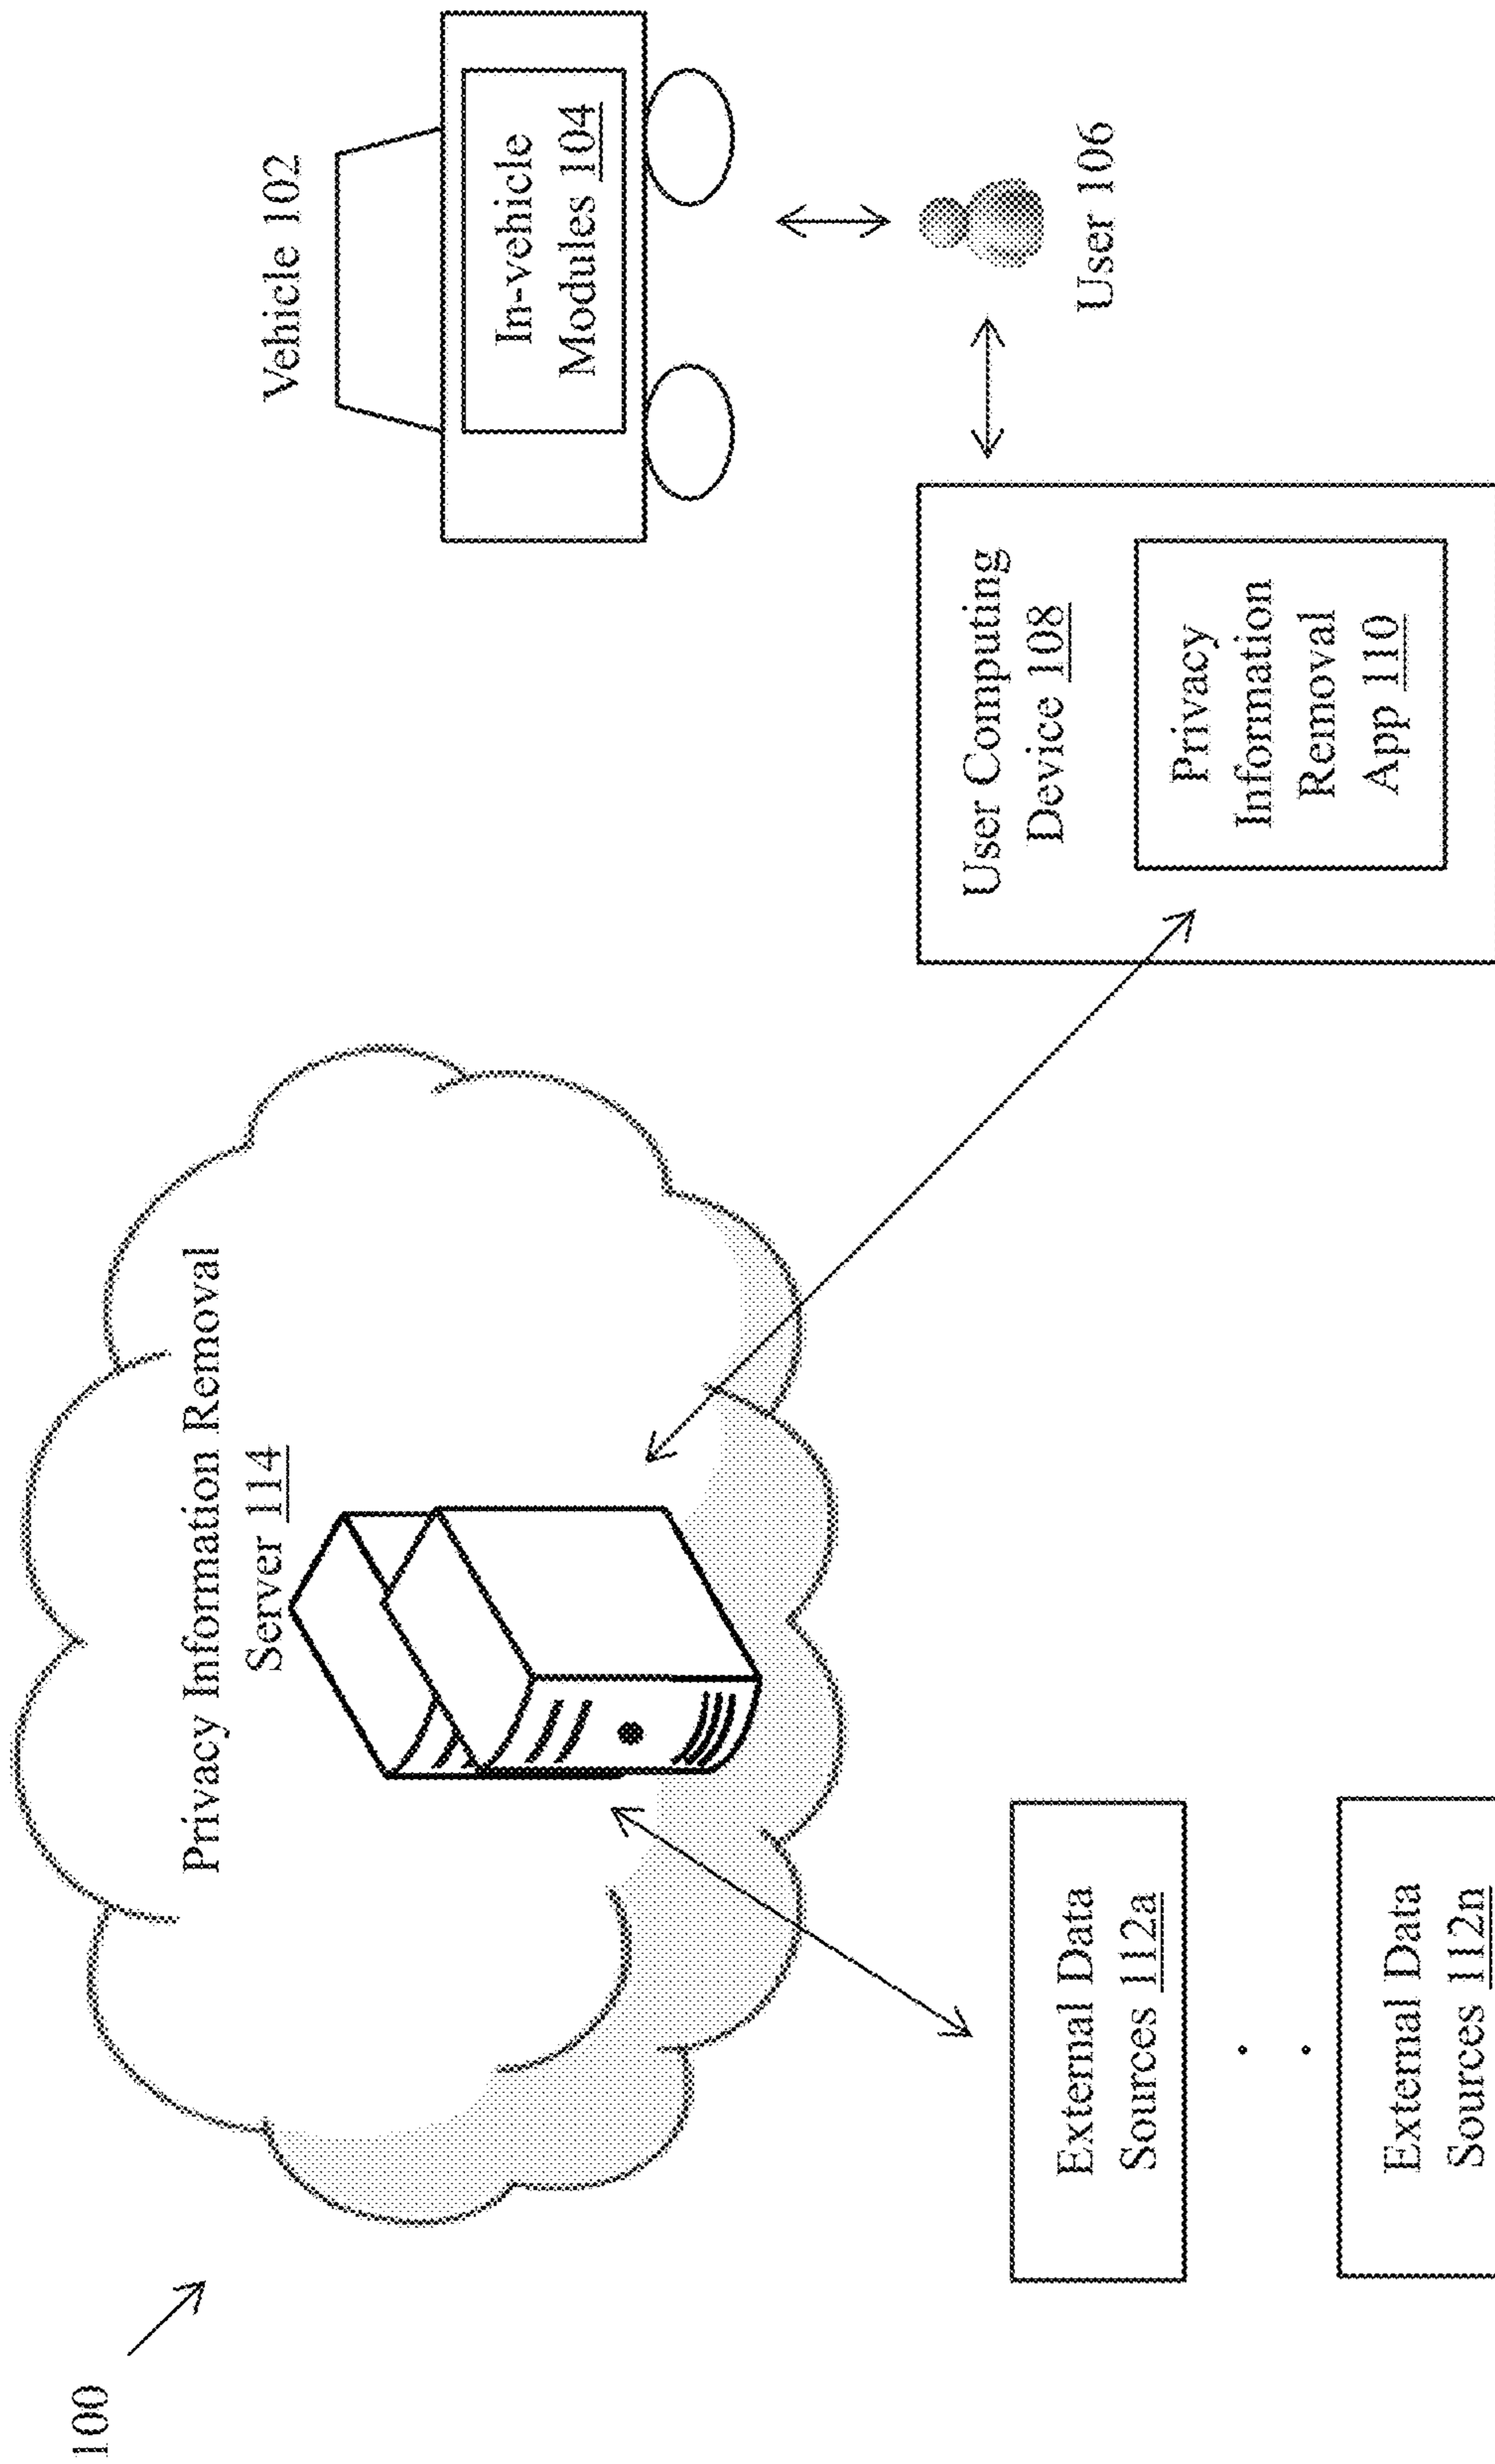 100
Privacy Information Removal
Server 114
Vehicle 102
In-vehicle
Modules 104
User 106
User Computing
Device 108
Privacy
Information
Removal
App 110
External Data
Sources 112a
External Data
Sources 112n